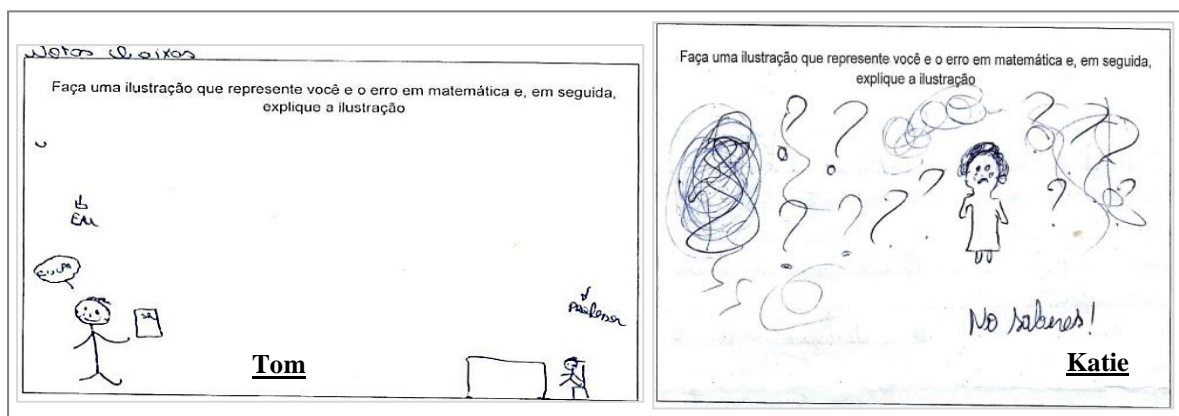 Notas baixas
Faça uma ilustração que represente você e o erro em matemática e, em seguida,
explique a ilustração
EU
Professor
Tom
Faça uma ilustração que represente você e o erro em matemática e, em seguida,
explique a ilustração
No saberes!
Katie